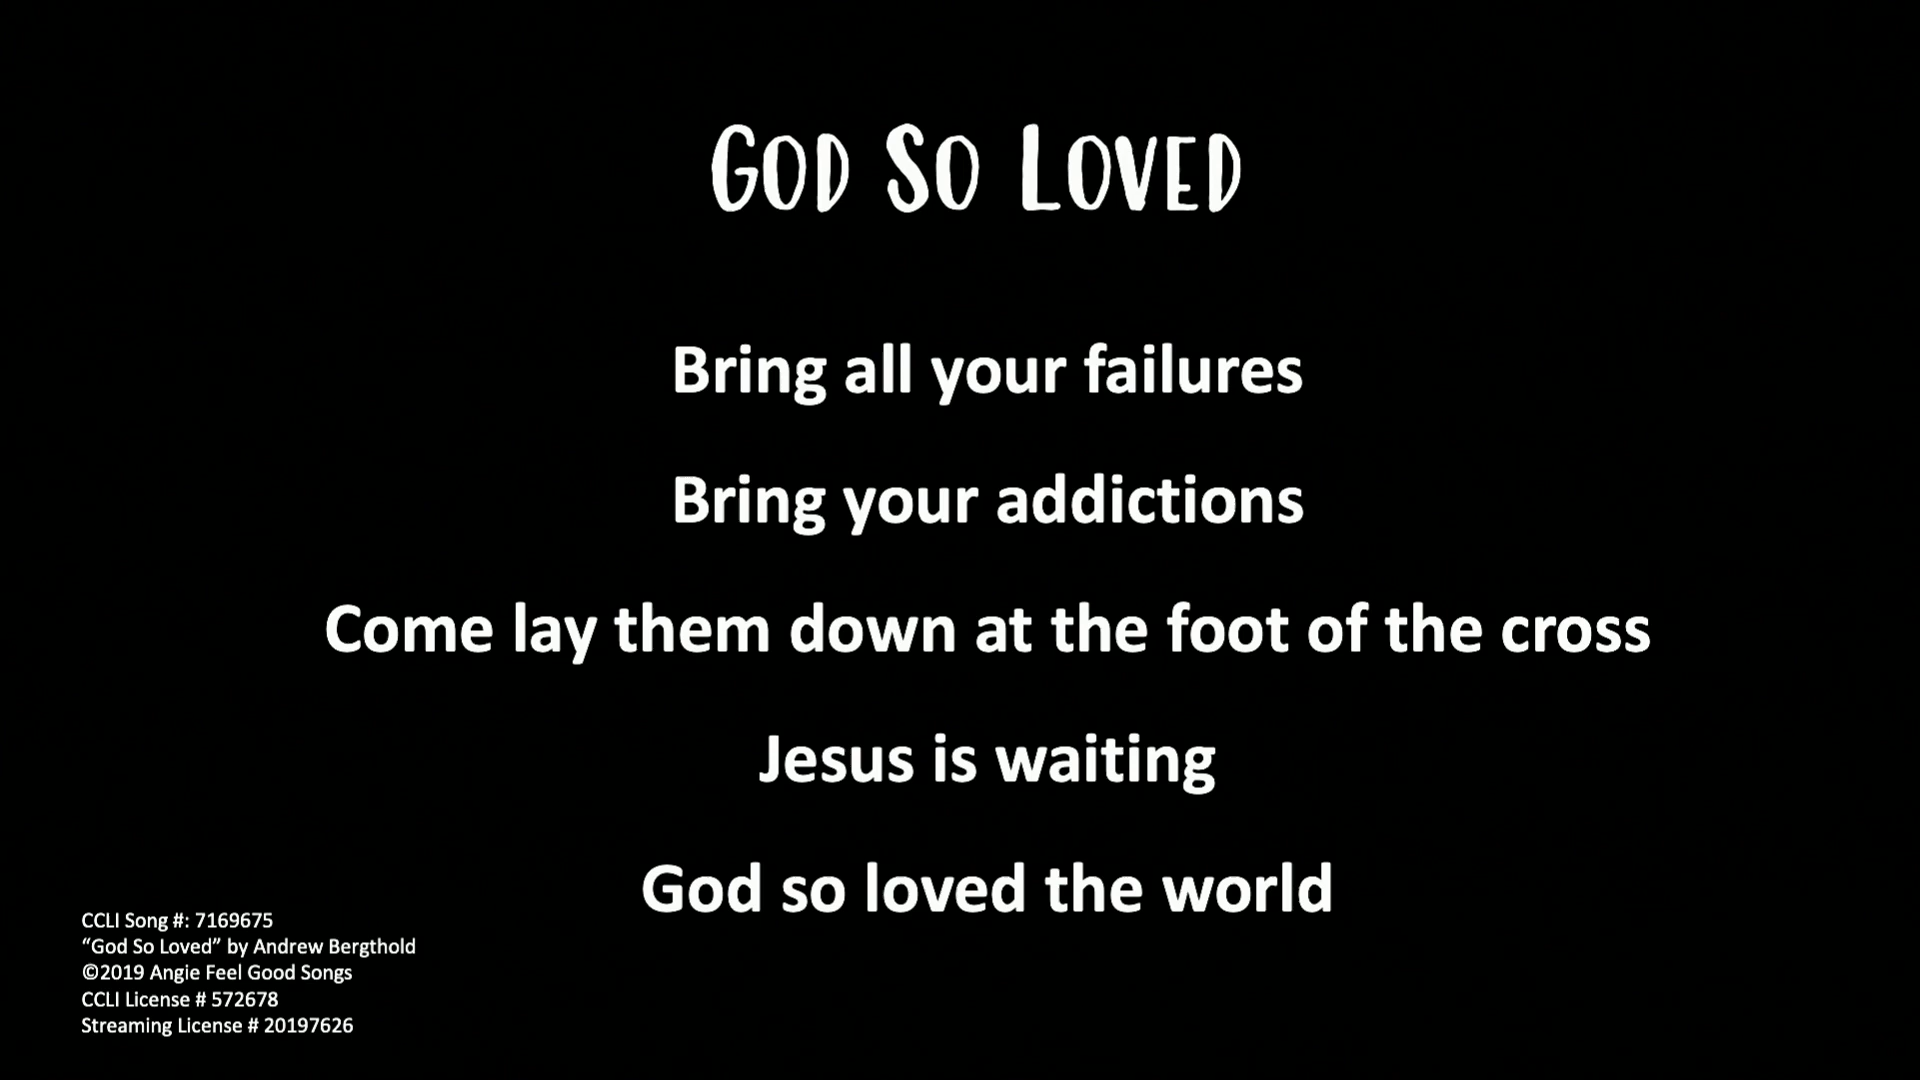 God So Loved
Bring all your failures
Bring your addictions
Come lay them down at the foot of the cross
Jesus is waiting
God so loved the world
CCLI Song #: 7169675
“God So Loved” by Andrew Bergthold
©2019 Angie Feel Good Songs
CCLI License # 572678
Streaming License # 20197626